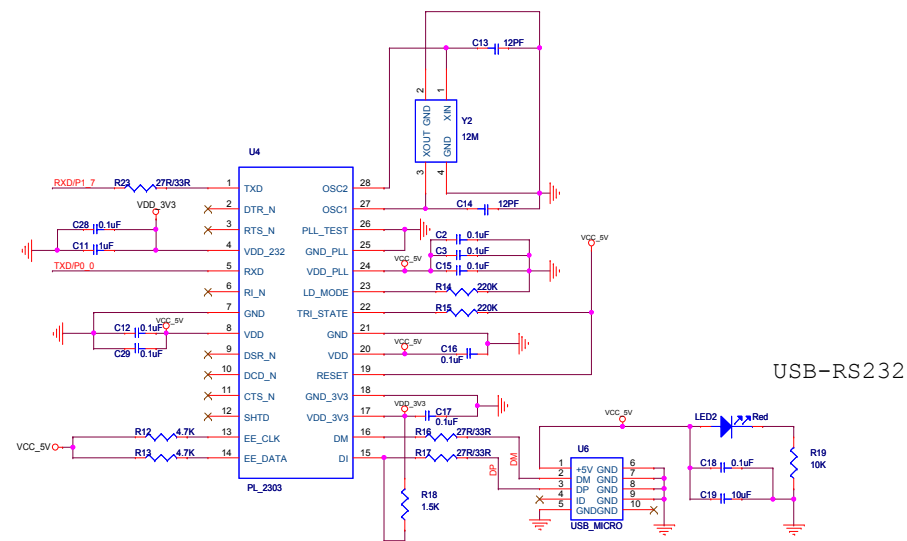 C13 12PF
2 1
GND XIN
Y2
12M
XOUT GND
3 4
U4
RXD/P1_7 R23 27R/33R 1 TXD OSC2 28
VDD_3V3
2 DTR_N OSC1 27 C14 12PF
C28 0.1uF 3 RTS_N PLL_TEST 26
C2 0.1uF
C11 1uF 4 VDD_232 GND_PLL 25
C3 0.1uF
VCC_5V
TXD/P0_0 5 RXD VDD_PLL 24 C15 0.1uF
VCC_5V
6 RI_N LD_MODE 23 R14 220K
7 GND TRI_STATE 22 R15 220K
C12 0.1uF VCC_5V 8 VDD GND 21
C29 0.1uF 9 DSR_N VDD 20 VCC_5V C16 0.1uF
10 DCD_N RESET 19
11 CTS_N GND_3V3 18
12 SHTD VDD_3V3 17 VDD_3V3 C17 0.1uF
VCC_5V R12 4.7K 13 EE_CLK DM 16 R16 27R/33R DM
R13 4.7K 14 EE_DATA DI 15 R17 27R/33R DP
PL_2303
R18
1.5K
USB-RS232
VCC_5V
LED2 Red
U6
1 +5V GND 6
2 DM GND 7
3 DP GND 8
4 ID GND 9
5 GNDGND 10
USB_MICRO
C18 0.1uF
C19 10uF
R19
10K